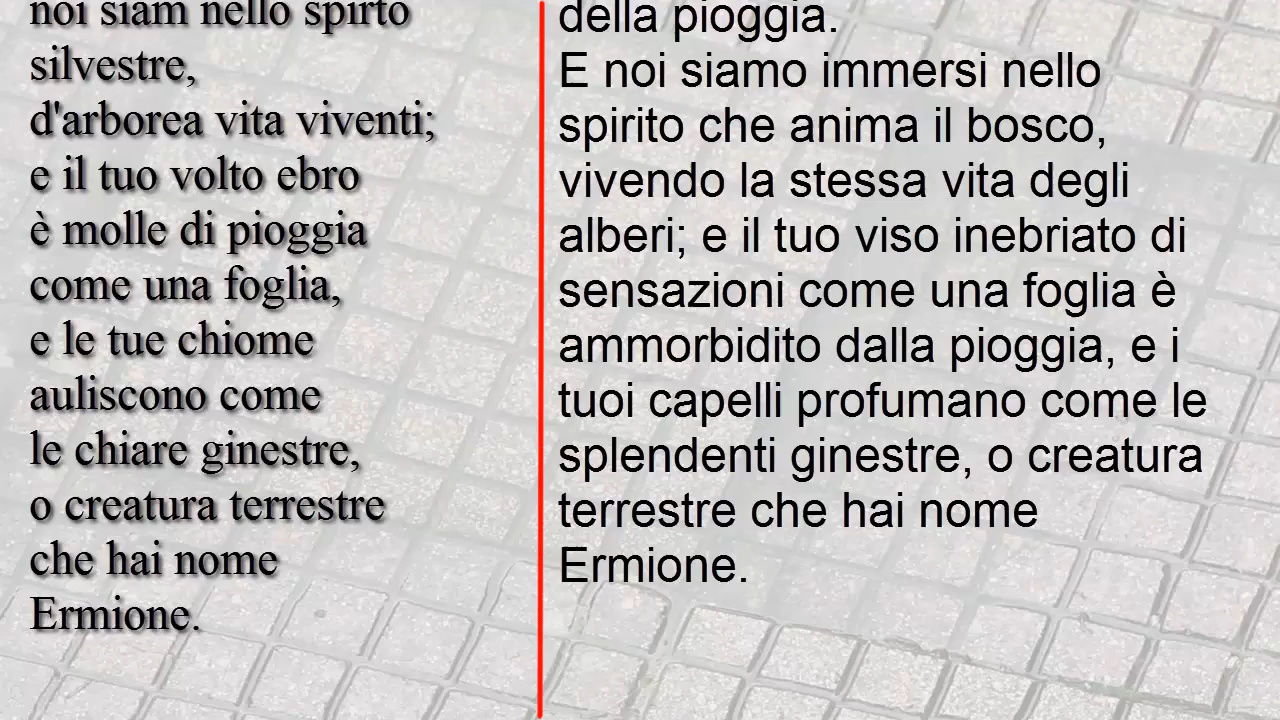 noi siam nello spirto
silvestre,
d'arborea vita viventi;
e il tuo volto ebro
è molle di pioggia
come una foglia,
e le tue chiome
auliscono come
le chiare ginestre,
o creatura terrestre
che hai nome
Ermione.
della pioggia.
E noi siamo immersi nello
spirito che anima il bosco,
vivendo la stessa vita degli
alberi; e il tuo viso inebriato di
sensazioni come una foglia è
ammorbidito dalla pioggia, e i
tuoi capelli profumano come le
splendenti ginestre, o creatura
terrestre che hai nome
Ermione.